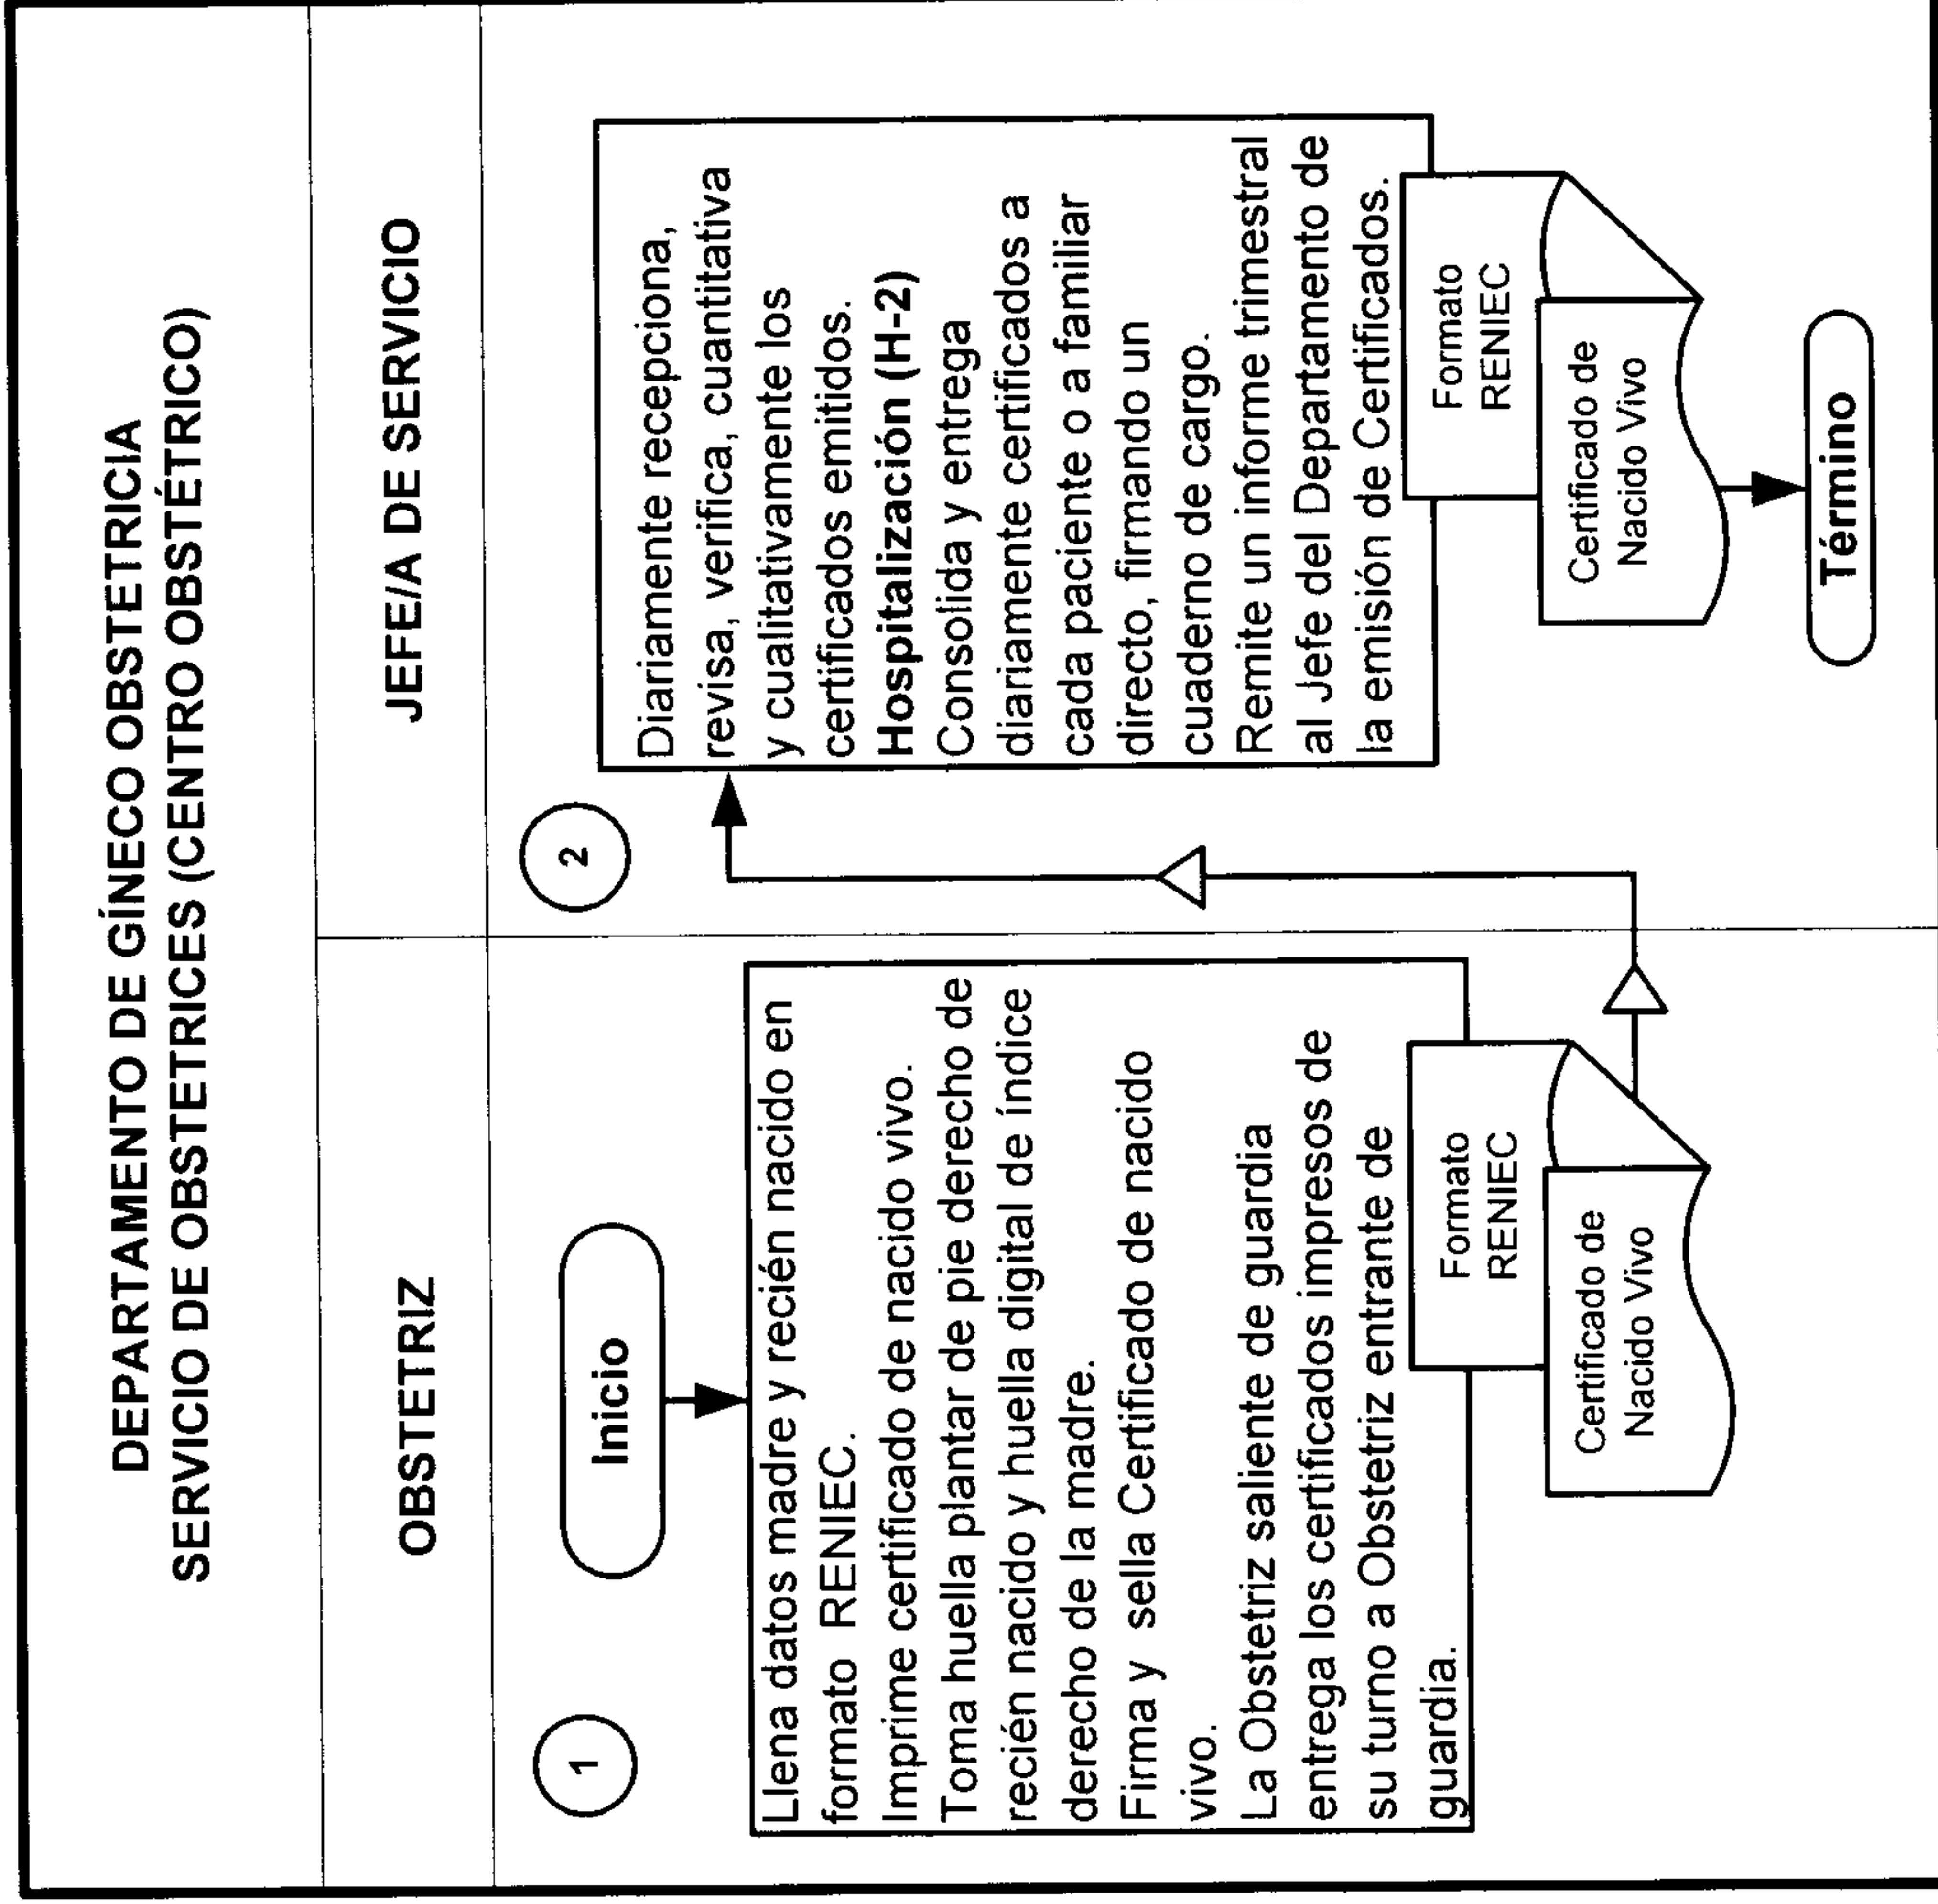 DEPARTAMENTO DE GÍNECO OBSTETRICIA
SERVICIO DE OBSTETRICES (CENTRO OBSTÉTRICO)
OBSTETRIZ
JEFE/A DE SERVICIO
1
Inicio
Llena datos madre y recién nacido en
formato RENIEC.
Imprime certificado de nacido vivo.
Toma huella plantar de pie derecho de
recién nacido y huella digital de índice
derecho de la madre.
Firma y sella Certificado de nacido
vivo.
La Obstetriz saliente de guardia
entrega los certificados impresos de
su turno a Obstetriz entrante de
guardia.
Formato
RENIEC
Certificado de
Nacido Vivo
2
Diariamente recepciona,
revisa, verifica, cuantitativa
y cualitativamente los
certificados emitidos.
Hospitalización (H-2)
Consolida y entrega
diariamente certificados a
cada paciente o a familiar
directo, firmando un
cuaderno de cargo.
Remite un informe trimestral
al Jefe del Departamento de
la emisión de Certificados.
Formato
RENIEC
Certificado de
Nacido Vivo
Término